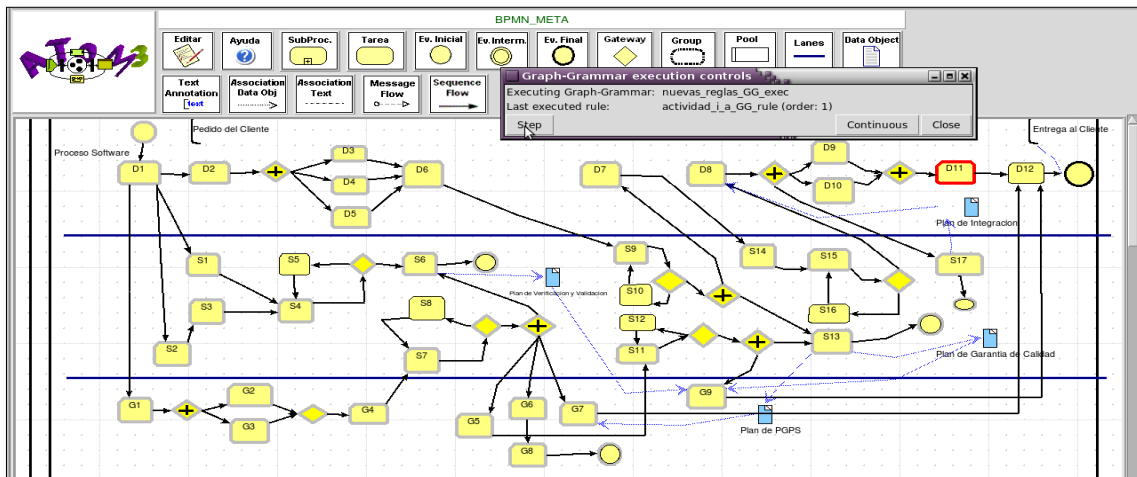 BPMN_META
AToM3
Editar
Ayuda
SubProc.
Tarea
Ev. Inicial
Ev. Interm.
Ev. Final
Gateway
Group
Pool
Lanes
Data Object
Text Annotation
[text
Association Data Obj
Association Text
Message Flow
Sequence Flow
Graph-Grammar execution controls
Executing Graph-Grammar: nuevas_reglas_GG_exec
Last executed rule: actividad_i_a_GG_rule (order: 1)
Step
Continuous
Close
Pedido del Cliente
Entrega al Cliente
Proceso Software
D1
D2
D3
D4
D5
D6
D7
D8
D9
D10
D11
D12
Plan de Integracion
S1
S2
S3
S4
S5
S6
Plan de Verificacion y Validacion
S7
S8
S9
S10
S11
S12
S13
S14
S15
S16
S17
Plan de Garantia de Calidad
G1
G2
G3
G4
G5
G6
G7
G8
G9
Plan de PGPS